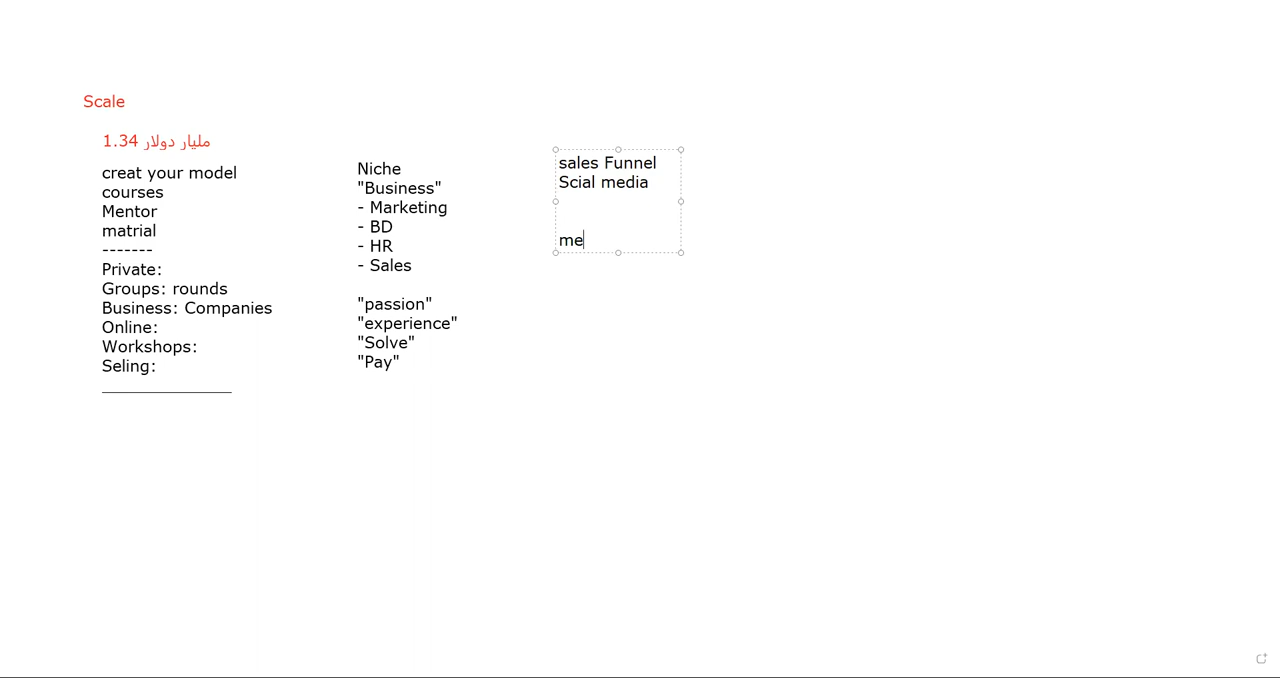 Scale
1.34 مليار دولار
creat your model
courses
Mentor
matrial
-------
Private:
Groups: rounds
Business: Companies
Online:
Workshops:
Seling:
Niche
"Business"
- Marketing
- BD
- HR
- Sales
"passion"
"experience"
"Solve"
"Pay"
sales Funnel
Scial media
me